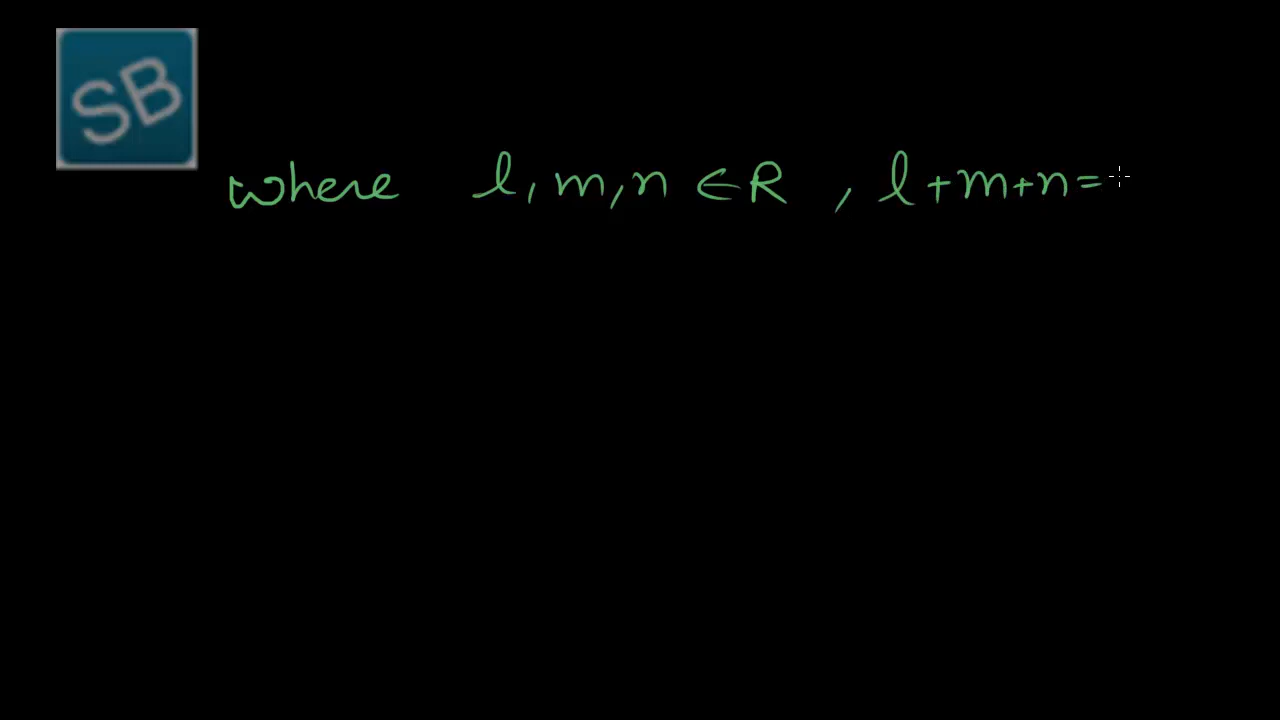 SB
where l, m, n ∈ R , l + m + n =